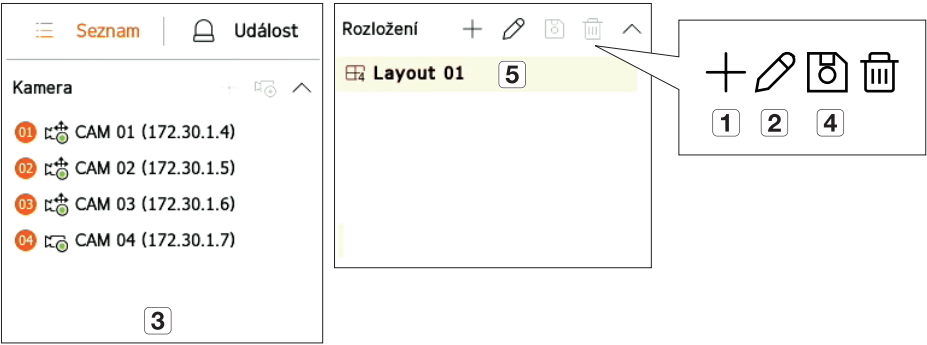 Seznam Událost
Kamera
01 CAM 01 (172.30.1.4)
02 CAM 02 (172.30.1.5)
03 CAM 03 (172.30.1.6)
04 CAM 04 (172.30.1.7)
3
Rozložení
4 Layout 01 5
1 2 4